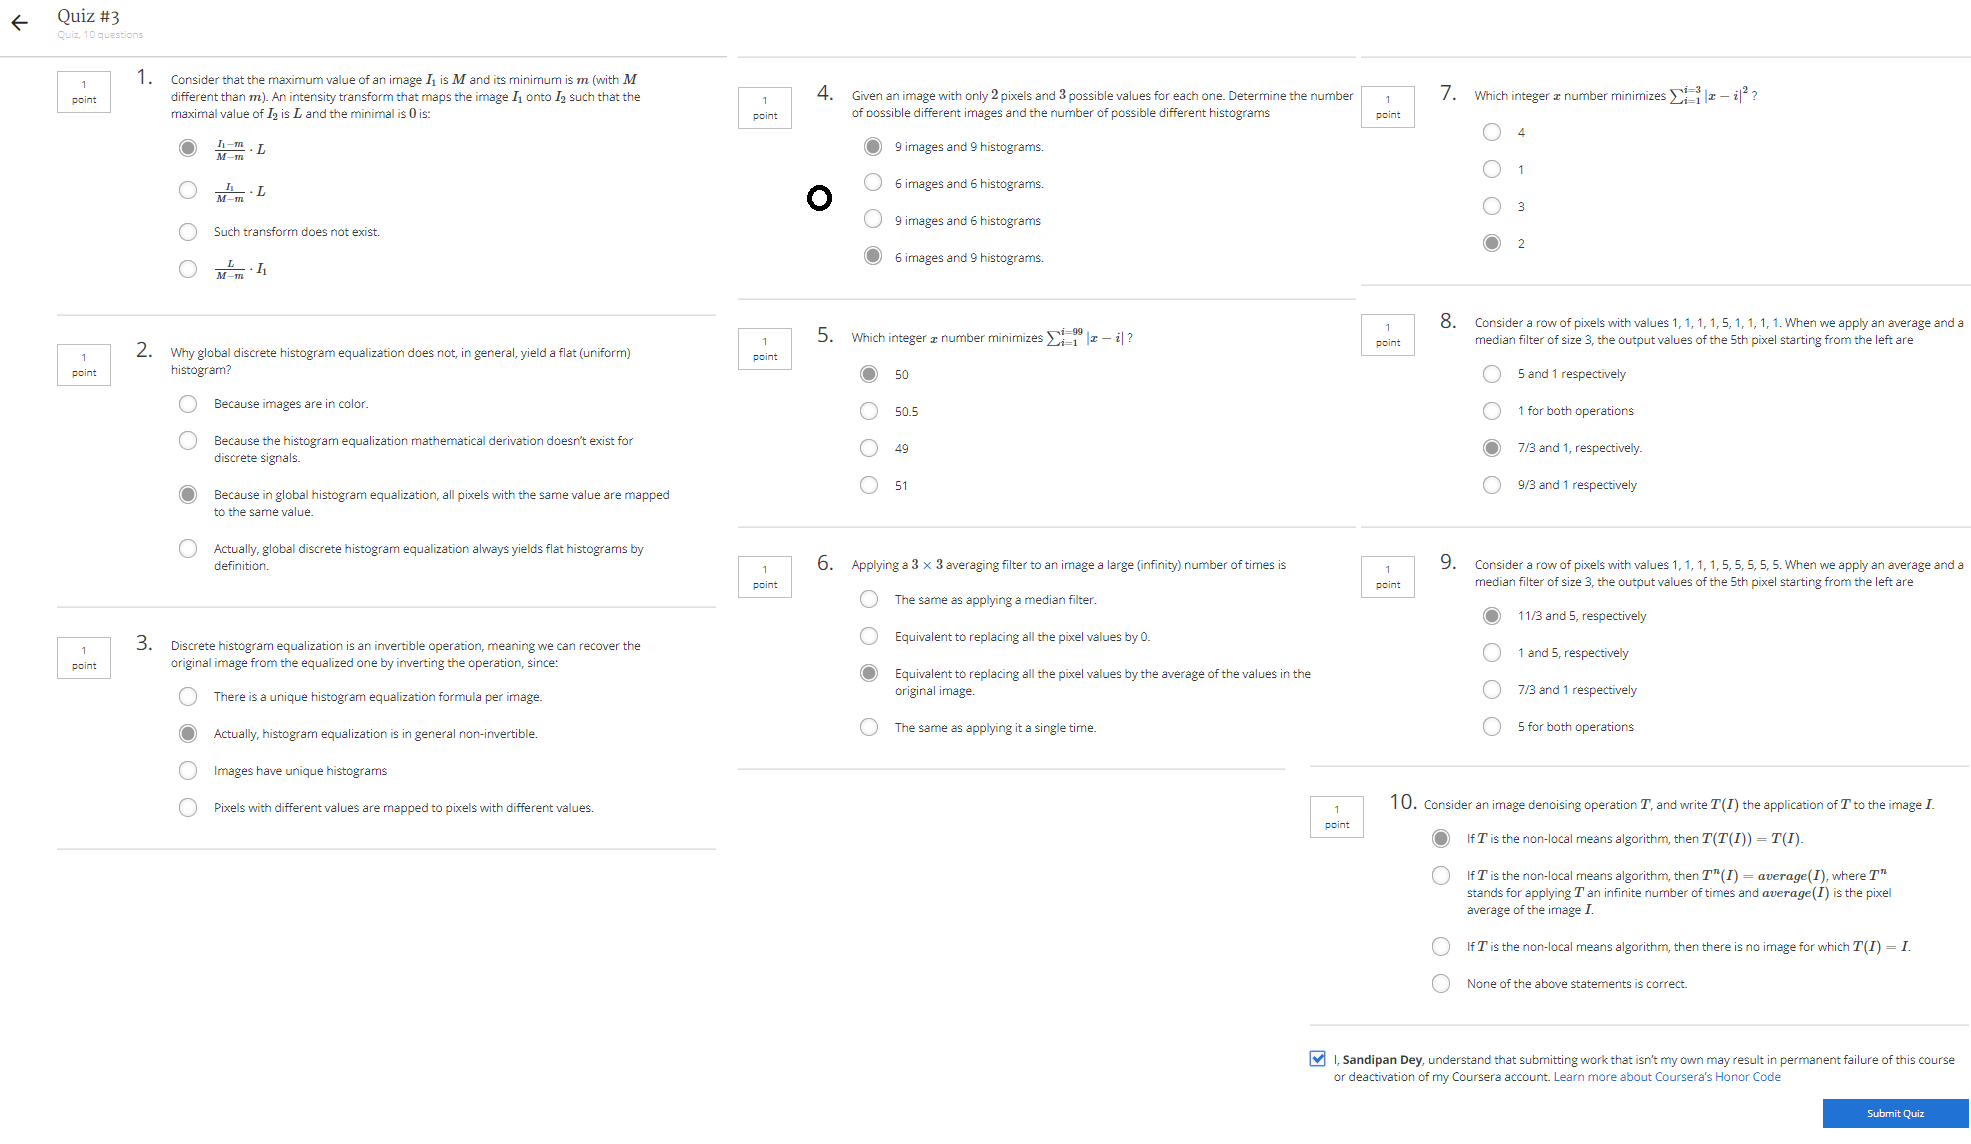 Quiz #3
Quiz, 10 questions
1
point
1. Consider that the maximum value of an image I₁ is M and its minimum is m (with M
different than m). An intensity transform that maps the image I₁ onto I₂ such that the
maximal value of I₂ is L and the minimal is 0 is:
(I₁−m)/(M−m) · L
I₁/(M−m) · L
Such transform does not exist.
L/(M−m) · I₁
1
point
2. Why global discrete histogram equalization does not, in general, yield a flat (uniform)
histogram?
Because images are in color.
Because the histogram equalization mathematical derivation doesn't exist for
discrete signals.
Because in global histogram equalization, all pixels with the same value are mapped
to the same value.
Actually, global discrete histogram equalization always yields flat histograms by
definition.
1
point
3. Discrete histogram equalization is an invertible operation, meaning we can recover the
original image from the equalized one by inverting the operation, since:
There is a unique histogram equalization formula per image.
Actually, histogram equalization is in general non-invertible.
Images have unique histograms
Pixels with different values are mapped to pixels with different values.
1
point
4. Given an image with only 2 pixels and 3 possible values for each one. Determine the number
of possible different images and the number of possible different histograms
9 images and 9 histograms.
6 images and 6 histograms.
9 images and 6 histograms
6 images and 9 histograms.
1
point
5. Which integer x number minimizes ∑ᵢ₌₁ⁱ⁼⁹⁹ |x − i| ?
50
50.5
49
51
1
point
6. Applying a 3 × 3 averaging filter to an image a large (infinity) number of times is
The same as applying a median filter.
Equivalent to replacing all the pixel values by 0.
Equivalent to replacing all the pixel values by the average of the values in the
original image.
The same as applying it a single time.
1
point
7. Which integer x number minimizes ∑ᵢ₌₁ⁱ⁼³ |x − i|² ?
4
1
3
2
1
point
8. Consider a row of pixels with values 1, 1, 1, 1, 5, 1, 1, 1, 1. When we apply an average and a
median filter of size 3, the output values of the 5th pixel starting from the left are
5 and 1 respectively
1 for both operations
7/3 and 1, respectively.
9/3 and 1 respectively
1
point
9. Consider a row of pixels with values 1, 1, 1, 1, 5, 5, 5, 5, 5. When we apply an average and a
median filter of size 3, the output values of the 5th pixel starting from the left are
11/3 and 5, respectively
1 and 5, respectively
7/3 and 1 respectively
5 for both operations
1
point
10. Consider an image denoising operation T, and write T(I) the application of T to the image I.
If T is the non-local means algorithm, then T(T(I)) = T(I).
If T is the non-local means algorithm, then Tⁿ(I) = average(I), where Tⁿ
stands for applying T an infinite number of times and average(I) is the pixel
average of the image I.
If T is the non-local means algorithm, then there is no image for which T(I) = I.
None of the above statements is correct.
I, Sandipan Dey, understand that submitting work that isn't my own may result in permanent failure of this course
or deactivation of my Coursera account. Learn more about Coursera's Honor Code
Submit Quiz